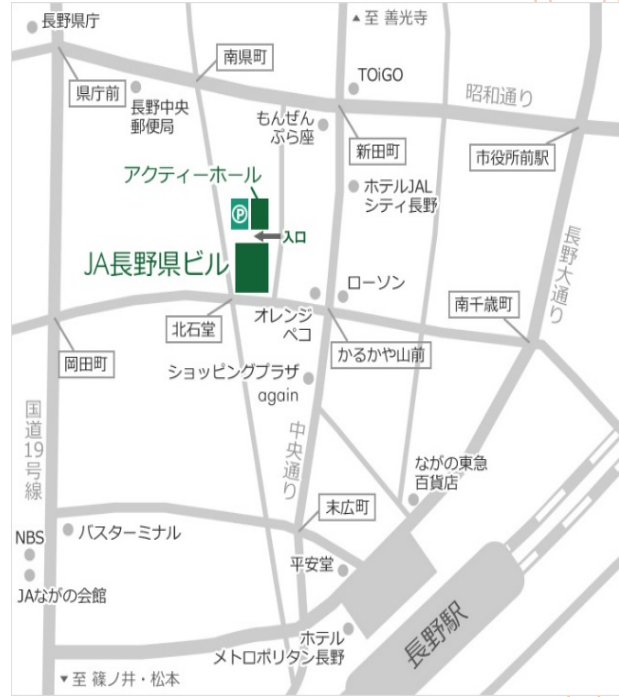 長野県庁
▲至 善光寺
南県町
県庁前
長野中央
郵便局
TOiGO
昭和通り
もんぜん
ぷら座
新田町
市役所前駅
アクティーホール
ホテルJAL
シティ長野
P
入口
JA長野県ビル
長野大通り
ローソン
オレンジ
ペコ
南千歳町
北石堂
かるかや山前
岡田町
ショッピングプラザ
again
国道19号線
中央通り
ながの東急
百貨店
末広町
NBS
バスターミナル
平安堂
JAながの会館
長野駅
ホテル
メトロポリタン長野
▼至 篠ノ井・松本